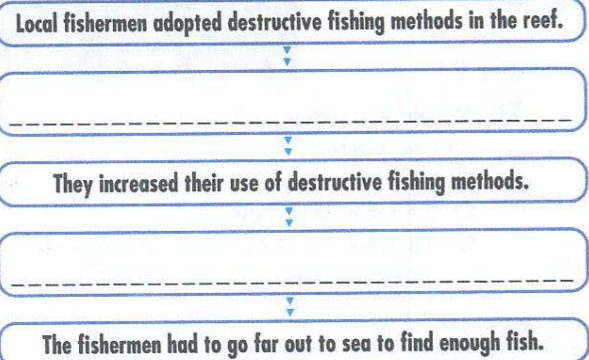 Local fishermen adopted destructive fishing methods in the reef.
They increased their use of destructive fishing methods.
The fishermen had to go far out to sea to find enough fish.